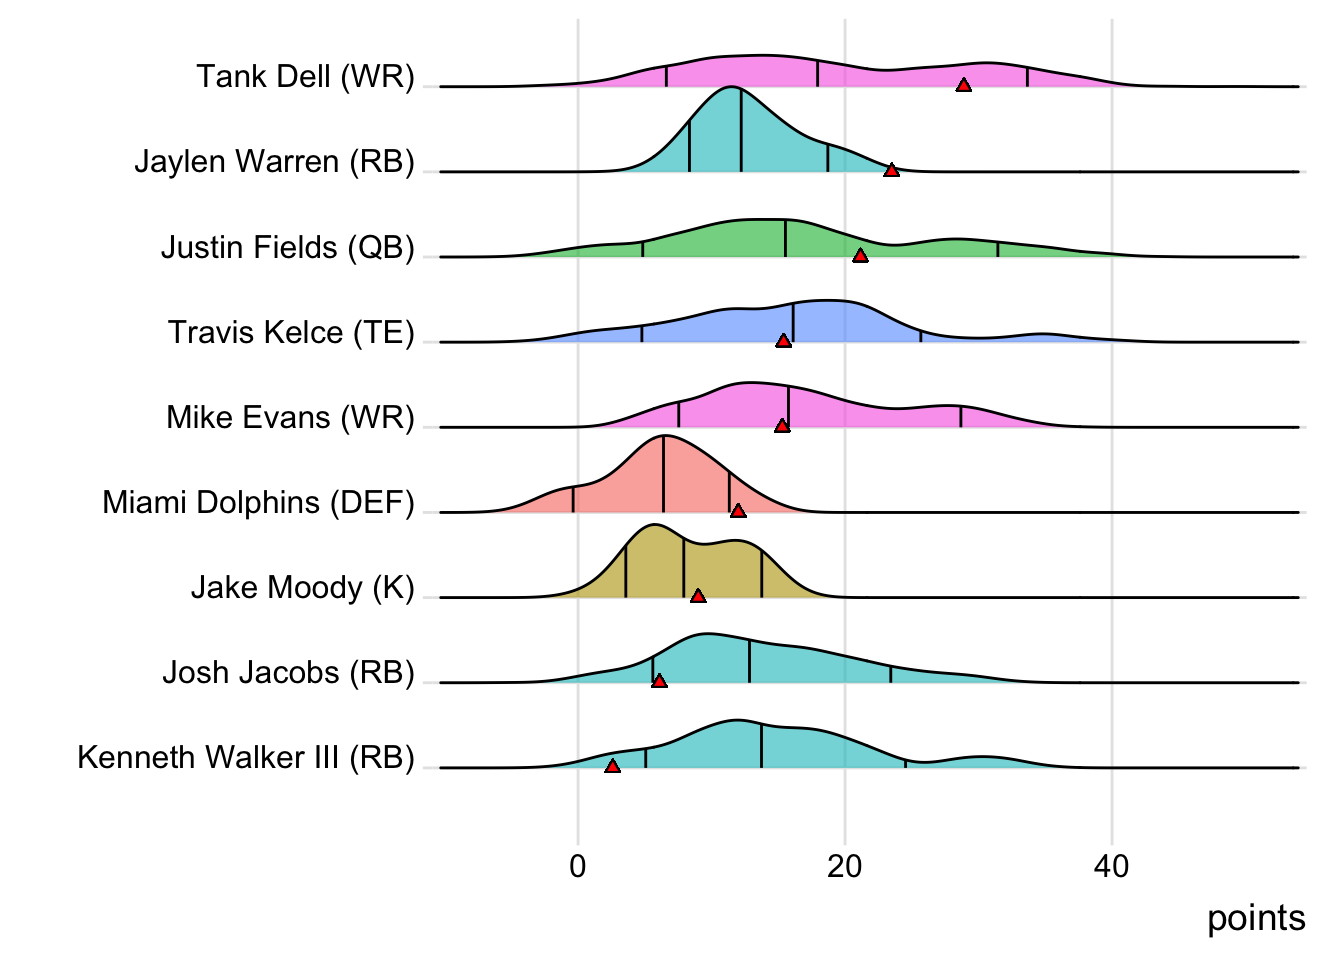 Tank Dell (WR)
Jaylen Warren (RB)
Justin Fields (QB)
Travis Kelce (TE)
Mike Evans (WR)
Miami Dolphins (DEF)
Jake Moody (K)
Josh Jacobs (RB)
Kenneth Walker III (RB)
0 20 40
points